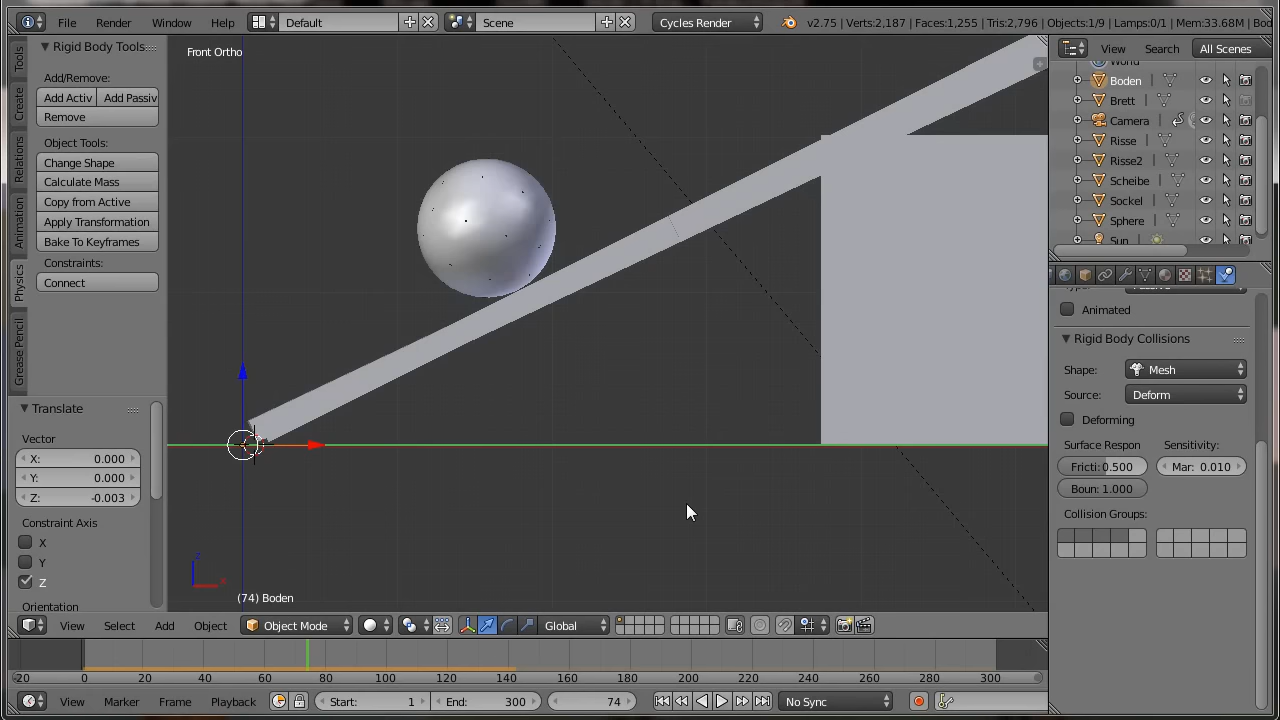 File Render Window Help Default Scene Cycles Render v2.75 | Verts:2,187 | Faces:1,255 | Tris:2,796 | Objects:1/9 | Lamps:0/1 | Mem:33.68M | Bod
Tools
Create
Relations
Animation
Physics
Grease Pencil
Rigid Body Tools
Add/Remove:
Add Activ Add Passiv
Remove
Object Tools:
Change Shape
Calculate Mass
Copy from Active
Apply Transformation
Bake To Keyframes
Constraints:
Connect
Translate
Vector
X: 0.000
Y: 0.000
Z: -0.003
Constraint Axis
X
Y
Z
Orientation
Front Ortho
z
x
(74) Boden
View Select Add Object Object Mode Global
View Search All Scenes
World
Boden
Brett
Camera
Risse
Risse2
Scheibe
Sockel
Sphere
Sun
Animated
Rigid Body Collisions
Shape: Mesh
Source: Deform
Deforming
Surface Respon Sensitivity:
Fricti: 0.500 Mar: 0.010
Boun: 1.000
Collision Groups:
-20 0 20 40 60 80 100 120 140 160 180 200 220 240 260 280 300
View Marker Frame Playback Start: 1 End: 300 74 No Sync